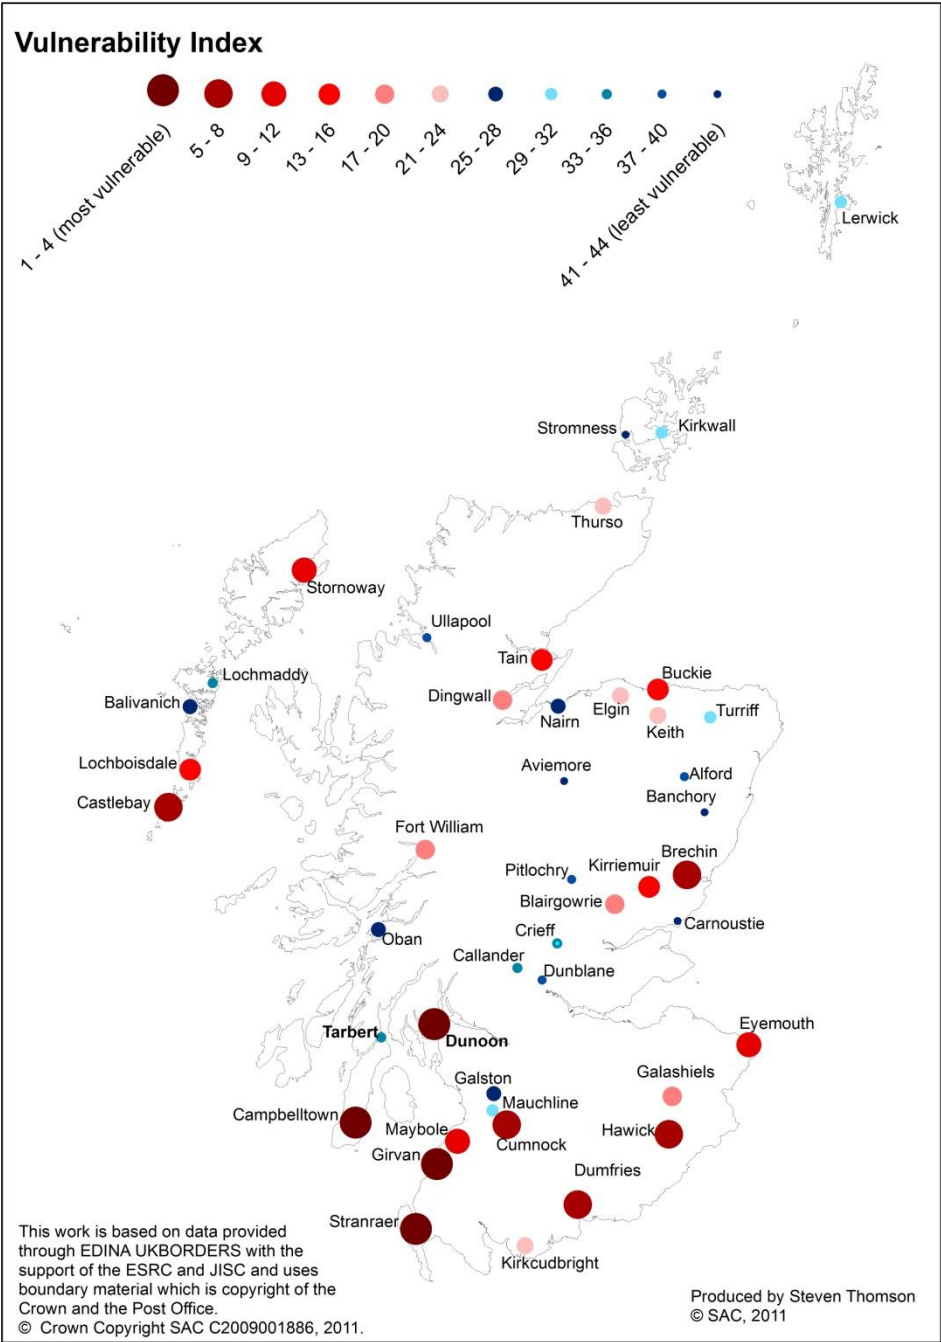 Vulnerability Index
1 - 4 (most vulnerable)
5 - 8
9 - 12
13 - 16
17 - 20
21 - 24
25 - 28
29 - 32
33 - 36
37 - 40
41 - 44 (least vulnerable)
Lerwick
Stromness
Kirkwall
Thurso
Stornoway
Ullapool
Tain
Lochmaddy
Buckie
Dingwall
Balivanich
Nairn
Elgin
Turriff
Keith
Lochboisdale
Aviemore
Alford
Castlebay
Banchory
Fort William
Brechin
Pitlochry
Kirriemuir
Blairgowrie
Carnoustie
Crieff
Oban
Callander
Dunblane
Eyemouth
Tarbert
Dunoon
Galashiels
Galston
Mauchline
Campbelltown
Maybole
Cumnock
Hawick
Girvan
Dumfries
Stranraer
Kirkcudbright
This work is based on data provided
through EDINA UKBORDERS with the
support of the ESRC and JISC and uses
boundary material which is copyright of the
Crown and the Post Office.
© Crown Copyright SAC C2009001886, 2011.
Produced by Steven Thomson
© SAC, 2011